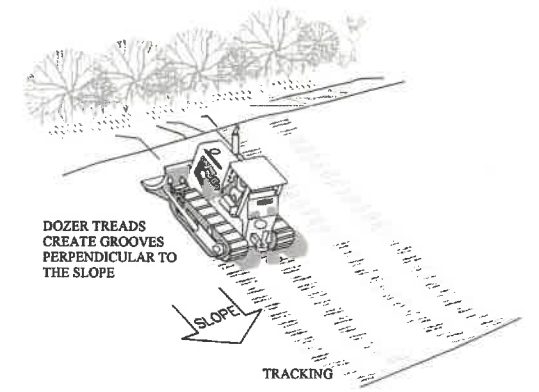 DOZER TREADS
CREATE GROOVES
PERPENDICULAR TO
THE SLOPE
SLOPE
TRACKING